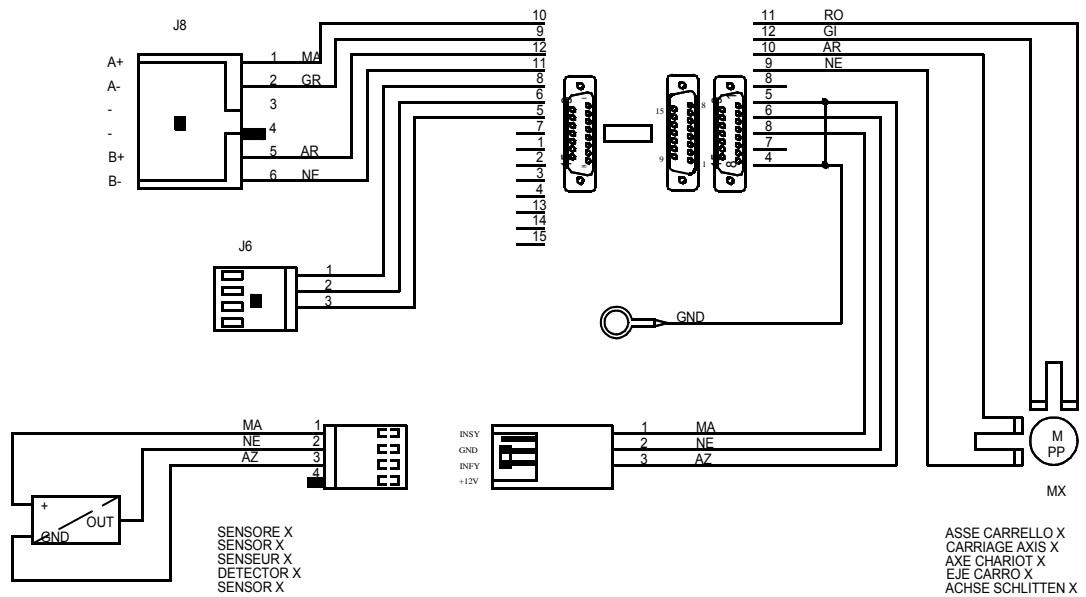 J8
A+
A-
-
-
B+
B-
1 MA
2 GR
3
4
5 AR
6 NE
10
9
12
11
8
6
5
7
1
2
3
4
13
14
15
15
8
9
1
8
11 RO
12 GI
10 AR
9 NE
8
5
6
8
7
4
J6
1
2
3
GND
MA 1
NE 2
AZ 3
4
INSY
GND
INFY
+12V
1 MA
2 NE
3 AZ
+
OUT
GND
M
PP
MX
SENSORE X
SENSOR X
SENSEUR X
DETECTOR X
SENSOR X
ASSE CARRELLO X
CARRIAGE AXIS X
AXE CHARIOT X
EJE CARRO X
ACHSE SCHLITTEN X